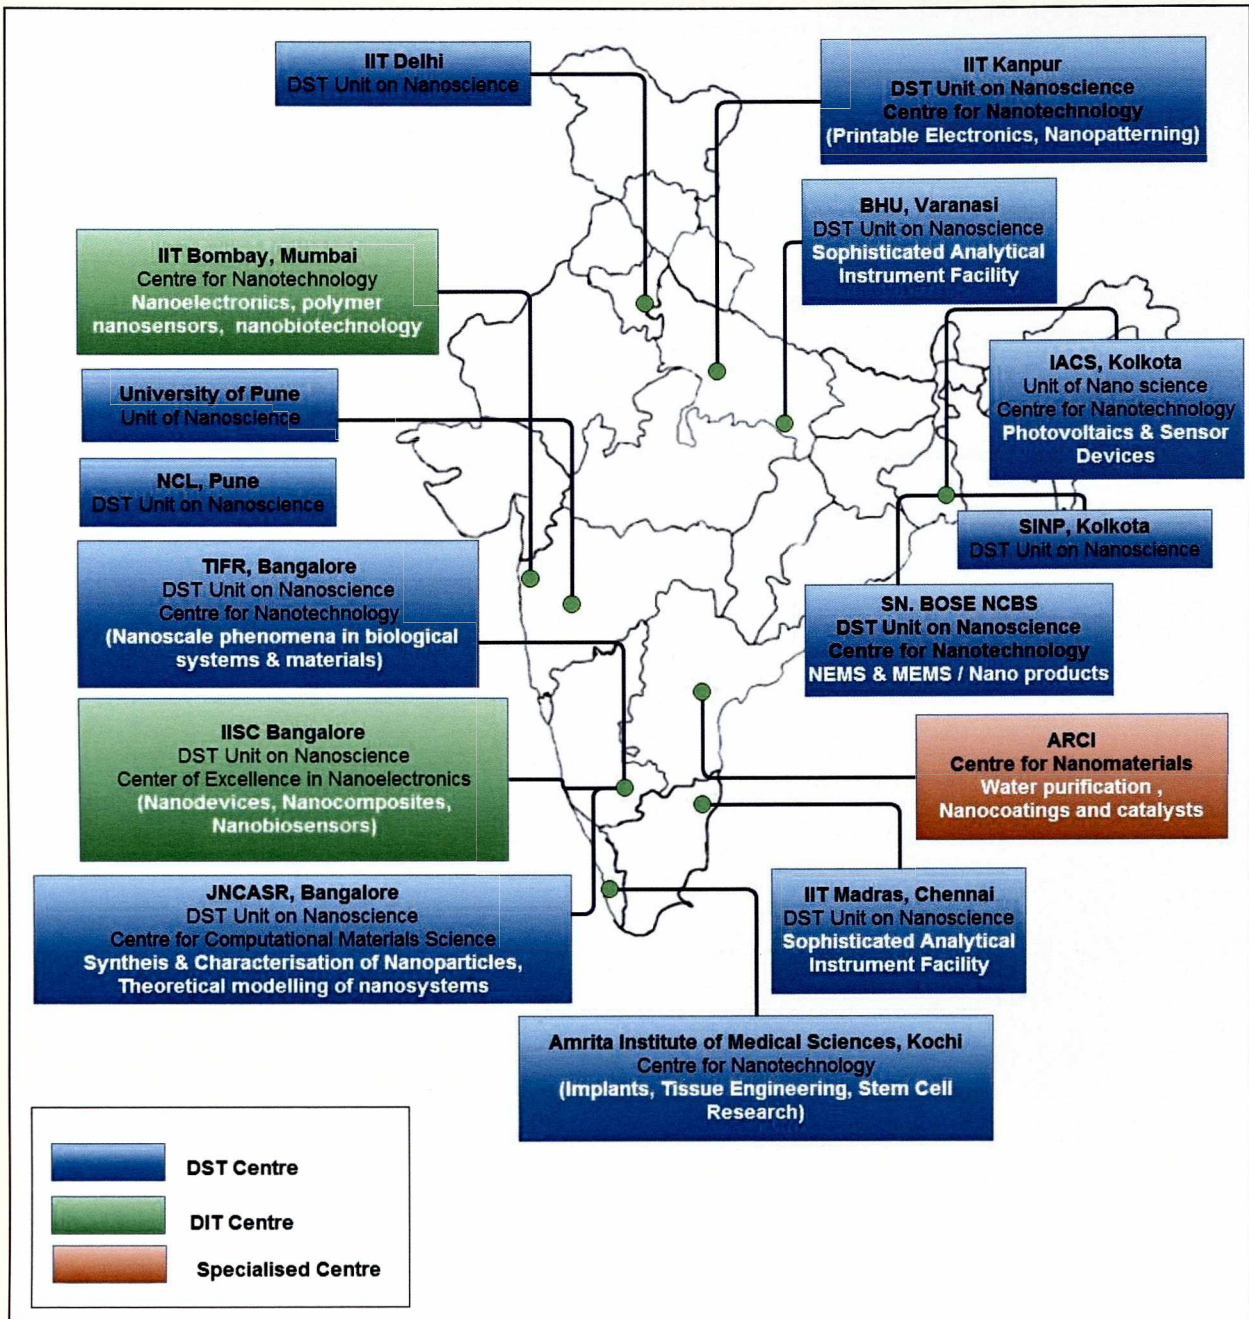 IIT Delhi
DST Unit on Nanoscience
IIT Kanpur
DST Unit on Nanoscience
Centre for Nanotechnology
(Printable Electronics, Nanopatterning)
BHU, Varanasi
DST Unit on Nanoscience
Sophisticated Analytical
Instrument Facility
IIT Bombay, Mumbai
Centre for Nanotechnology
Nanoelectronics, polymer
nanosensors, nanobiotechnology
IACS, Kolkota
Unit of Nano science
Centre for Nanotechnology
Photovoltaics & Sensor
Devices
University of Pune
Unit of Nanoscience
NCL, Pune
DST Unit on Nanoscience
SINP, Kolkota
DST Unit on Nanoscience
TIFR, Bangalore
DST Unit on Nanoscience
Centre for Nanotechnology
(Nanoscale phenomena in biological
systems & materials)
SN. BOSE NCBS
DST Unit on Nanoscience
Centre for Nanotechnology
NEMS & MEMS / Nano products
IISC Bangalore
DST Unit on Nanoscience
Center of Excellence in Nanoelectronics
(Nanodevices, Nanocomposites,
Nanobiosensors)
ARCI
Centre for Nanomaterials
Water purification ,
Nanocoatings and catalysts
JNCASR, Bangalore
DST Unit on Nanoscience
Centre for Computational Materials Science
Syntheis & Characterisation of Nanoparticles,
Theoretical modelling of nanosystems
IIT Madras, Chennai
DST Unit on Nanoscience
Sophisticated Analytical
Instrument Facility
Amrita Institute of Medical Sciences, Kochi
Centre for Nanotechnology
(Implants, Tissue Engineering, Stem Cell
Research)
DST Centre
DIT Centre
Specialised Centre